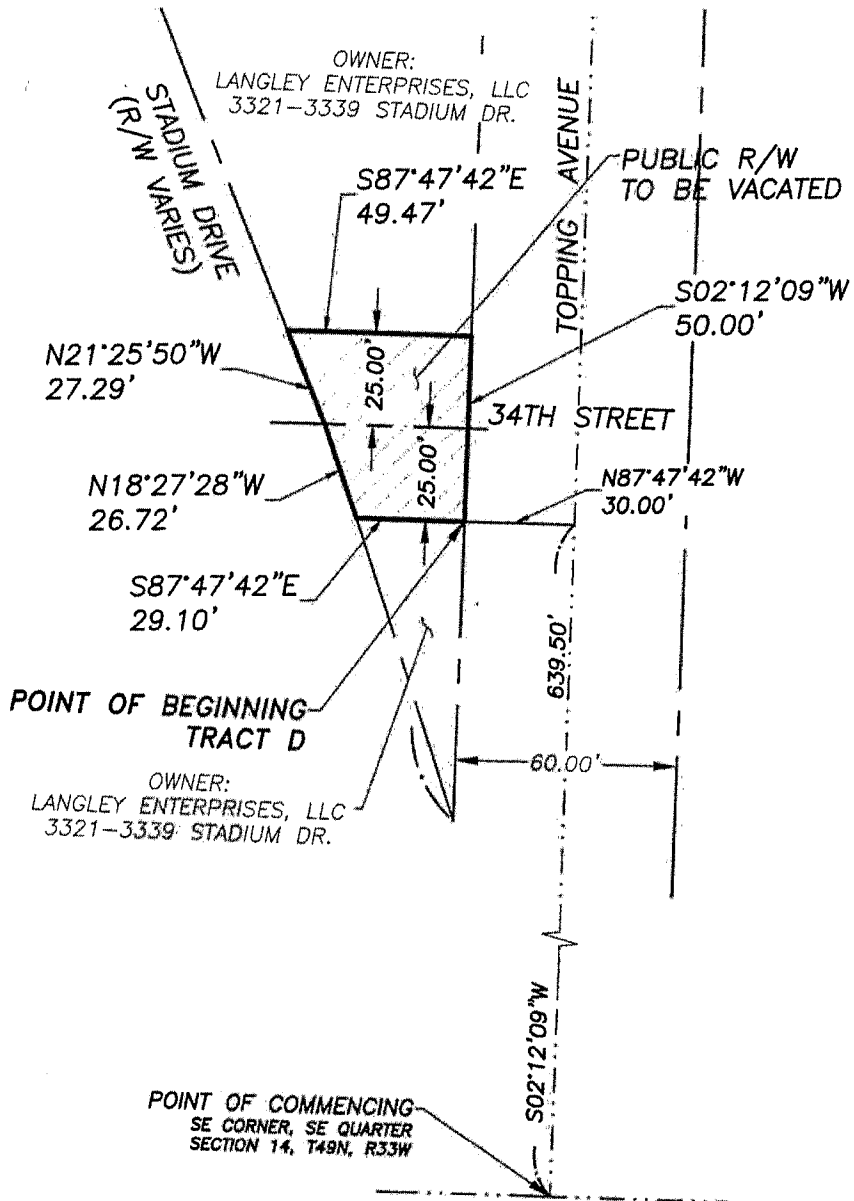 OWNER:
LANGLEY ENTERPRISES, LLC
3321-3339 STADIUM DR.
STADIUM DRIVE
(R/W VARIES)
TOPPING AVENUE
PUBLIC R/W
TO BE VACATED
S87°47'42"E
49.47'
S02°12'09"W
50.00'
N21°25'50"W
27.29'
25.00'
34TH STREET
25.00'
N18°27'28"W
26.72'
N87°47'42"W
30.00'
S87°47'42"E
29.10'
639.50'
POINT OF BEGINNING
TRACT D
60.00'
OWNER:
LANGLEY ENTERPRISES, LLC
3321-3339 STADIUM DR.
S02°12'09"W
POINT OF COMMENCING
SE CORNER, SE QUARTER
SECTION 14, T49N, R33W